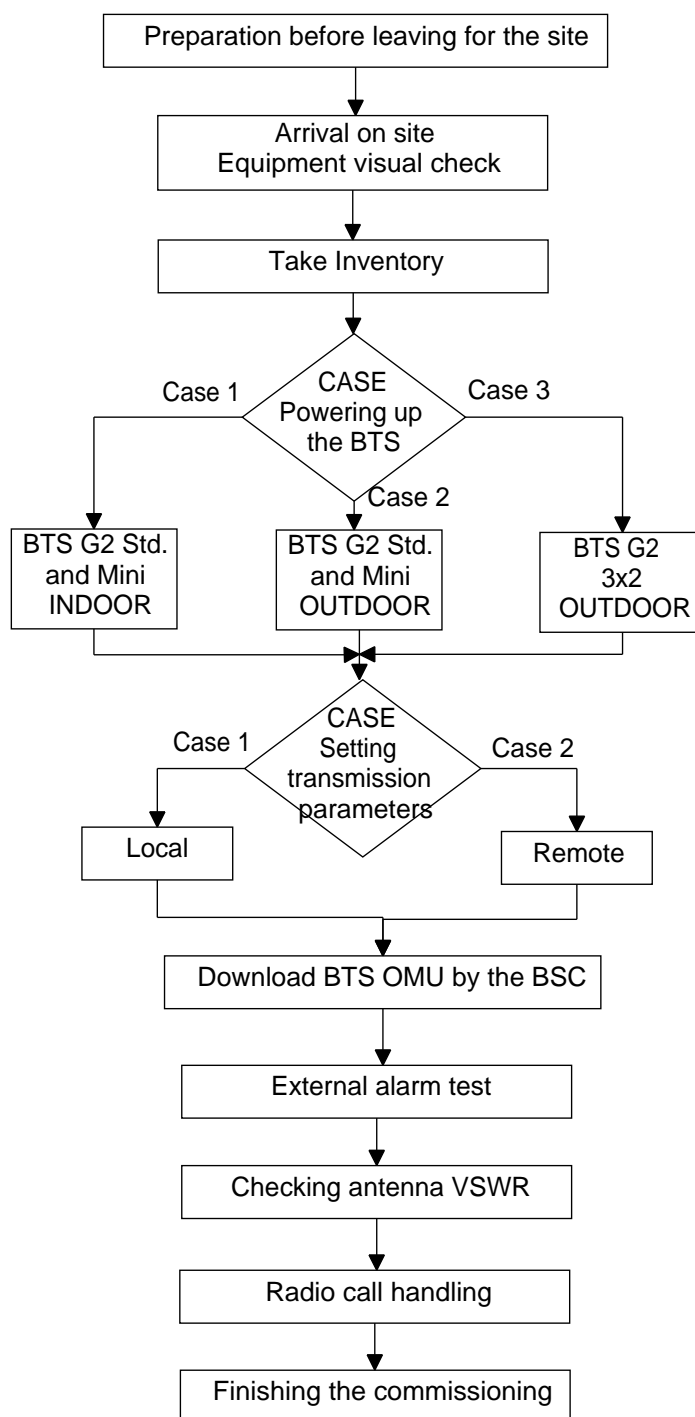 Preparation before leaving for the site
Arrival on site
Equipment visual check
Take Inventory
CASE
Powering up
the BTS
Case 1
Case 3
Case 2
BTS G2 Std.
and Mini
INDOOR
BTS G2 Std.
and Mini
OUTDOOR
BTS G2
3x2
OUTDOOR
CASE
Setting
transmission
parameters
Case 1
Case 2
Local
Remote
Download BTS OMU by the BSC
External alarm test
Checking antenna VSWR
Radio call handling
Finishing the commissioning